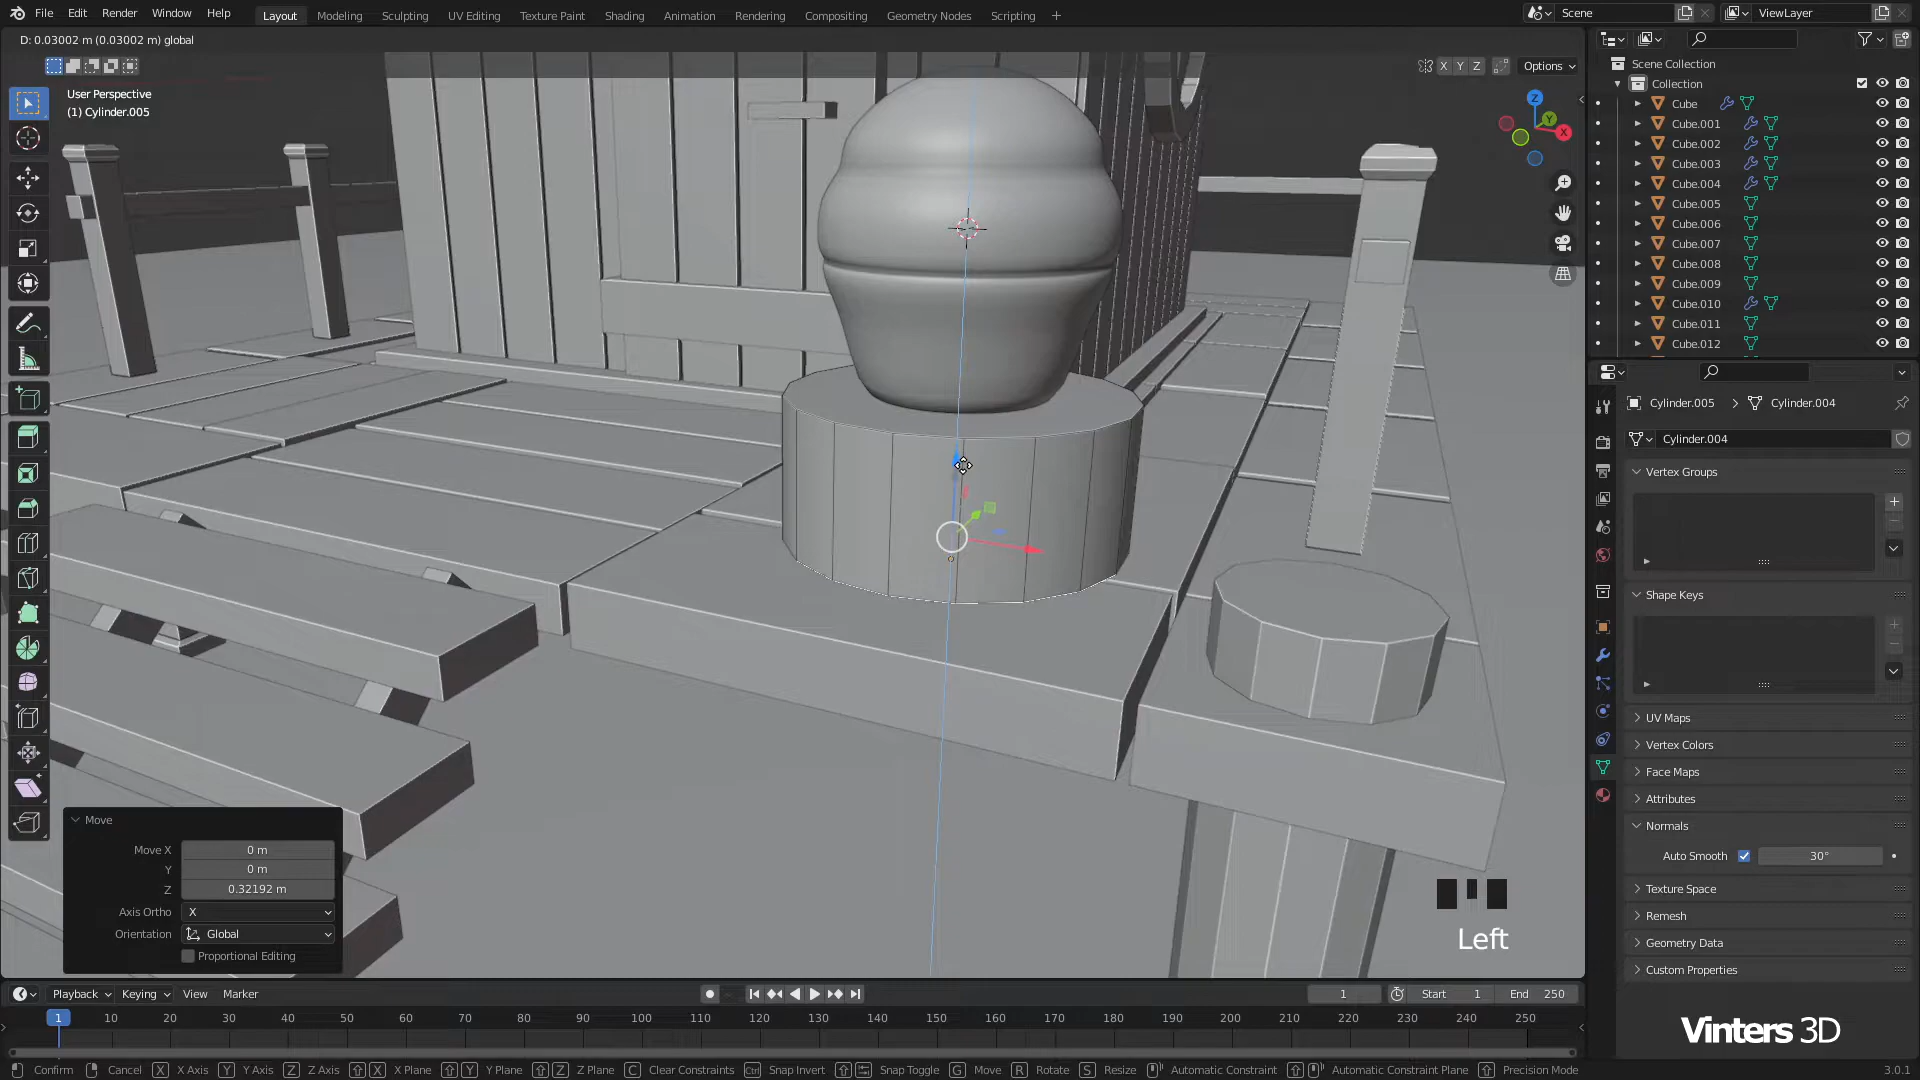 File Edit Render Window Help Layout Modeling Sculpting UV Editing Texture Paint Shading Animation Rendering Compositing Geometry Nodes Scripting + Scene ViewLayer
D: 0.03002 m (0.03002 m) global
X Y Z Options
User Perspective
(1) Cylinder.005
Z
Y
X
Scene Collection
Collection
Cube
Cube.001
Cube.002
Cube.003
Cube.004
Cube.005
Cube.006
Cube.007
Cube.008
Cube.009
Cube.010
Cube.011
Cube.012
Cylinder.005 > Cylinder.004
Cylinder.004
Vertex Groups
Shape Keys
UV Maps
Vertex Colors
Face Maps
Attributes
Normals
Auto Smooth 30°
Texture Space
Remesh
Geometry Data
Custom Properties
Move
Move X 0 m
Y 0 m
Z 0.32192 m
Axis Ortho X
Orientation Global
Proportional Editing
Left
Playback Keying View Marker 1 Start 1 End 250
1 10 20 30 40 50 60 70 80 90 100 110 120 130 140 150 160 170 180 190 200 210 220 230 240 250
Vinters 3D
Confirm Cancel X X Axis Y Y Axis Z Z Axis X X Plane Y Y Plane Z Z Plane C Clear Constraints Ctrl Snap Invert Snap Toggle G Move R Rotate S Resize Automatic Constraint Automatic Constraint Plane Precision Mode 3.0.1